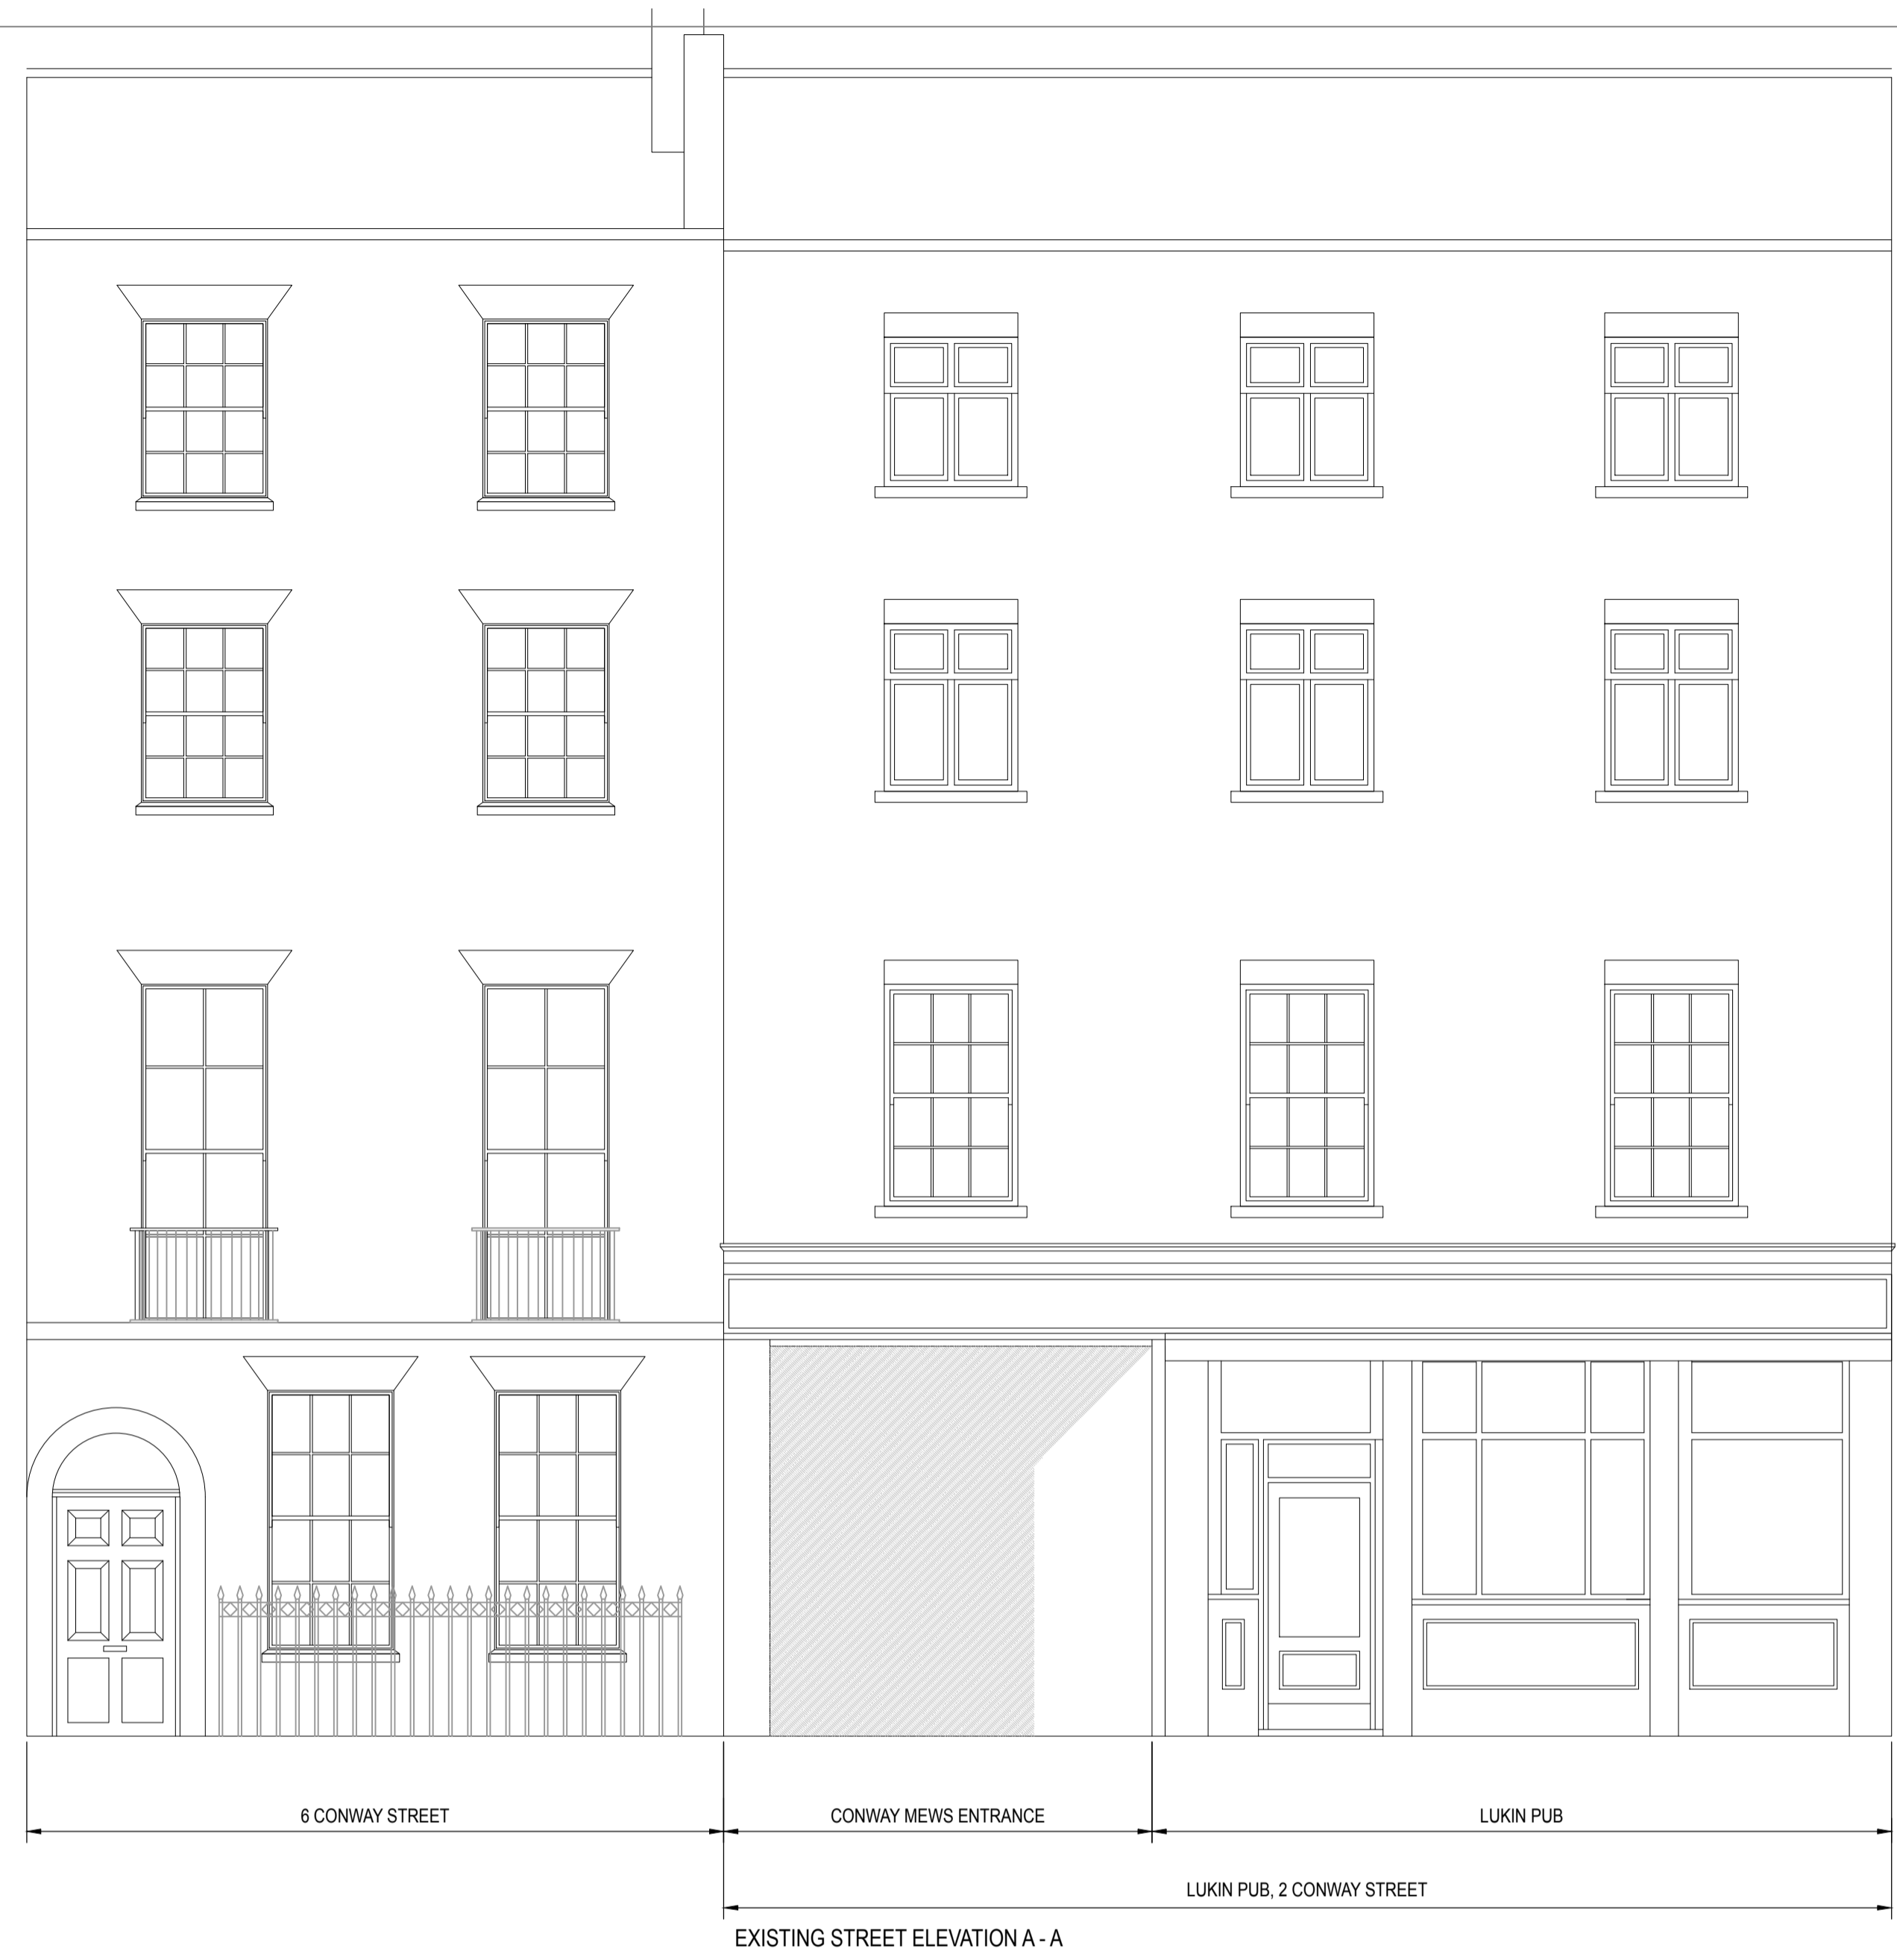 6 CONWAY STREET
CONWAY MEWS ENTRANCE
LUKIN PUB
LUKIN PUB, 2 CONWAY STREET
EXISTING STREET ELEVATION A - A